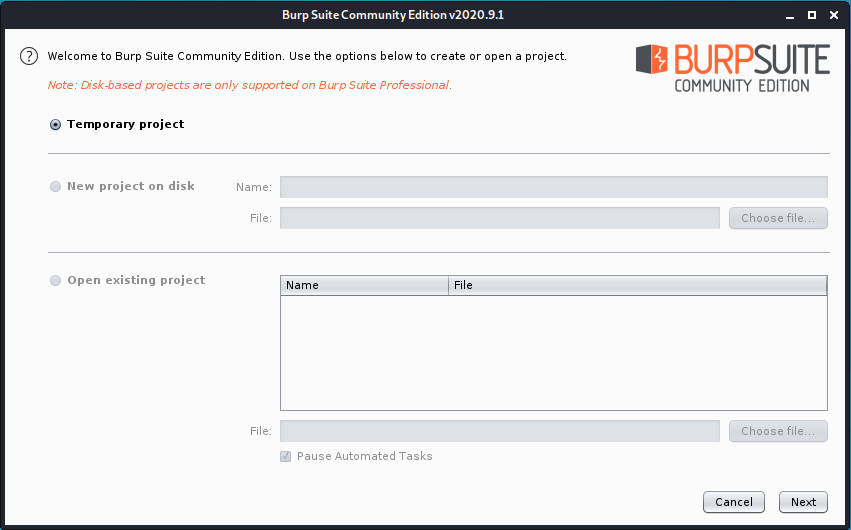 Burp Suite Community Edition v2020.9.1
? Welcome to Burp Suite Community Edition. Use the options below to create or open a project.
Note: Disk-based projects are only supported on Burp Suite Professional.
BURPSUITE
COMMUNITY EDITION
Temporary project
New project on disk Name:
File: Choose file...
Open existing project
Name File
File: Choose file...
Pause Automated Tasks
Cancel Next